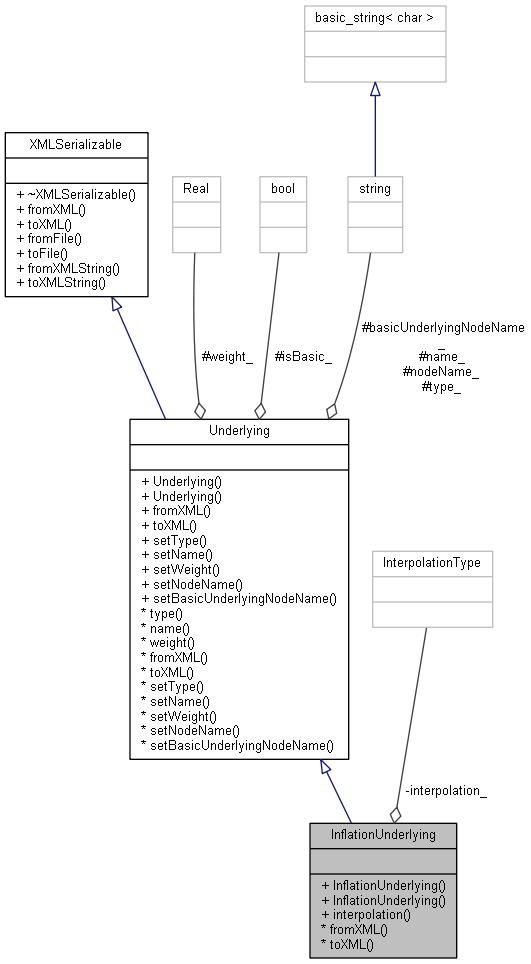 basic_string< char >
XMLSerializable
+ ~XMLSerializable()
+ fromXML()
+ toXML()
+ fromFile()
+ toFile()
+ fromXMLString()
+ toXMLString()
Real
bool
string
#weight_
#isBasic_
#basicUnderlyingNodeName
_
#name_
#nodeName_
#type_
Underlying
+ Underlying()
+ Underlying()
+ fromXML()
+ toXML()
+ setType()
+ setName()
+ setWeight()
+ setNodeName()
+ setBasicUnderlyingNodeName()
* type()
* name()
* weight()
* fromXML()
* toXML()
* setType()
* setName()
* setWeight()
* setNodeName()
* setBasicUnderlyingNodeName()
InterpolationType
-interpolation_
InflationUnderlying
+ InflationUnderlying()
+ InflationUnderlying()
+ interpolation()
* fromXML()
* toXML()